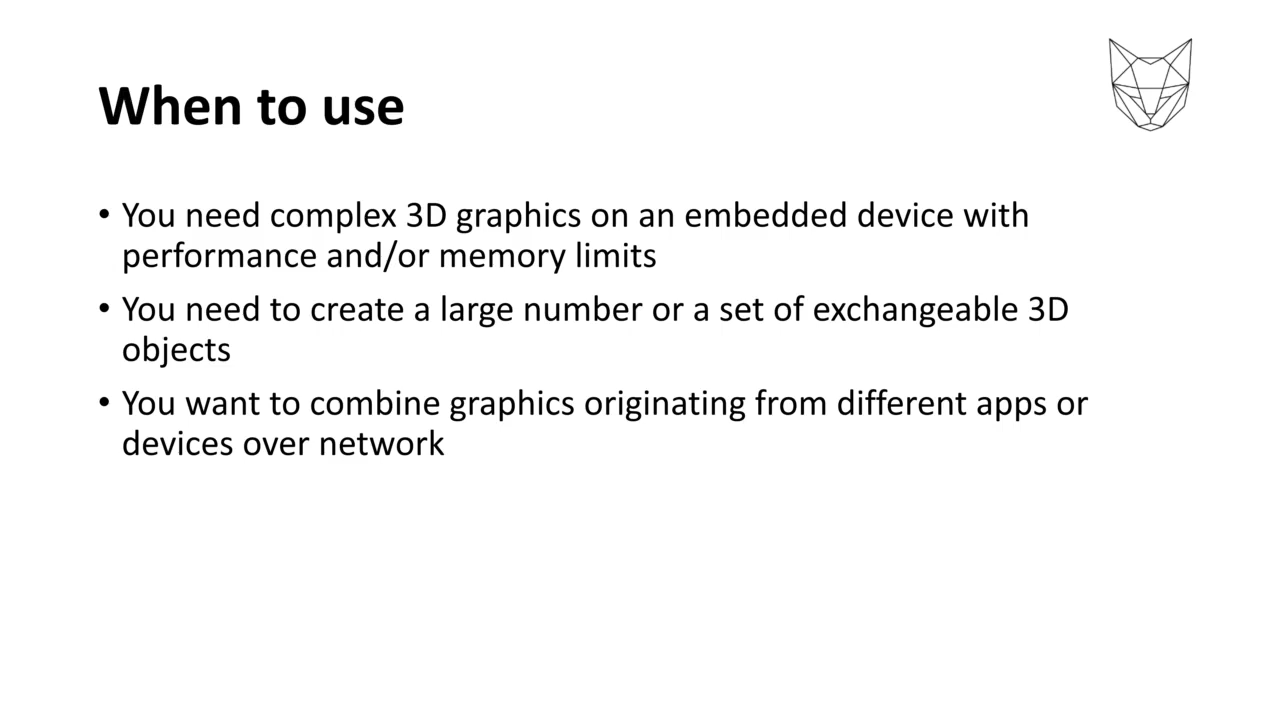 When to use
• You need complex 3D graphics on an embedded device with
performance and/or memory limits
• You need to create a large number or a set of exchangeable 3D
objects
• You want to combine graphics originating from different apps or
devices over network